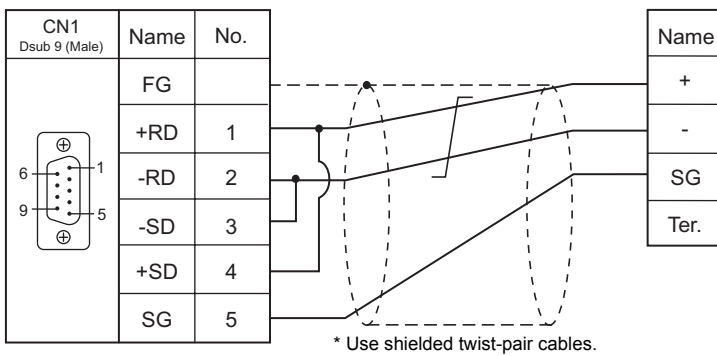 CN1
Dsub 9 (Male)
Name No.
FG
+RD 1
-RD 2
-SD 3
+SD 4
SG 5
6 1
9 5
Name
+
-
SG
Ter.
* Use shielded twist-pair cables.